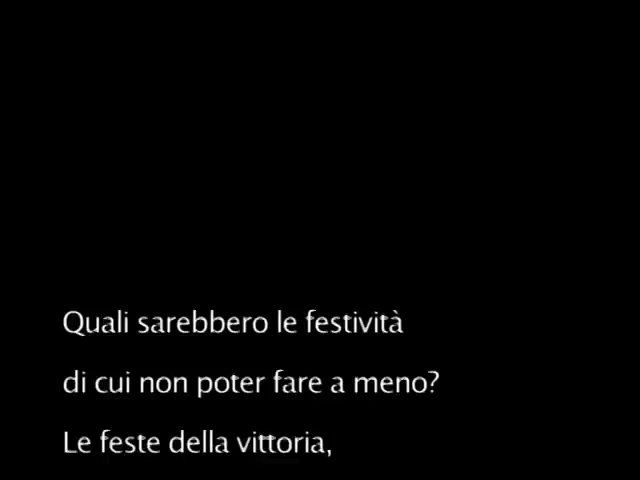 Quali sarebbero le festività
di cui non poter fare a meno?
Le feste della vittoria,